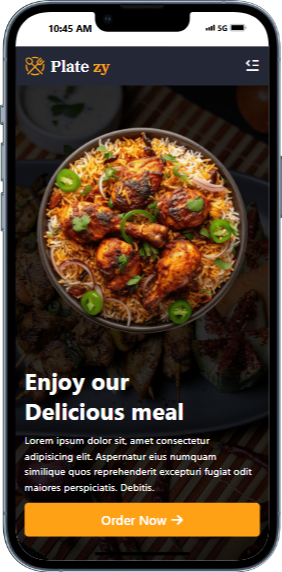 10:45 AM
5G
Plate zy
Enjoy our
Delicious meal
Lorem ipsum dolor sit, amet consectetur
adipisicing elit. Aspernatur eius numquam
similique quos reprehenderit excepturi fugiat odit
maiores perspiciatis. Debitis.
Order Now →